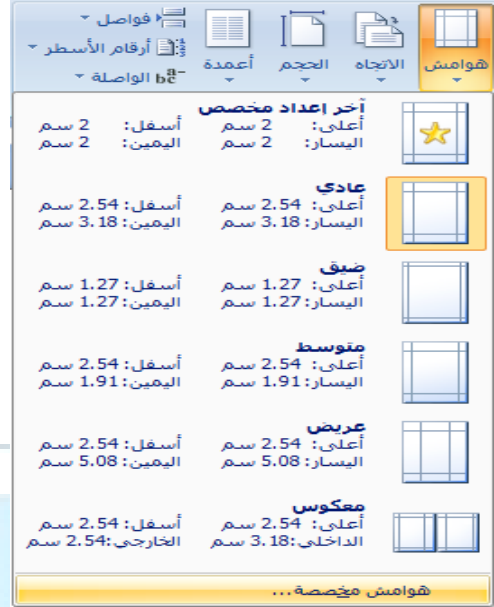 هوامش
الاتجاه
الحجم
أعمدة
فواصل
أرقام الأسطر
الواصلة
آخر إعداد مخصص
أعلى: 2 سم أسفل: 2 سم
اليسار: 2 سم اليمين: 2 سم
عادي
أعلى: 2.54 سم أسفل: 2.54 سم
اليسار: 3.18 سم اليمين: 3.18 سم
ضيق
أعلى: 1.27 سم أسفل: 1.27 سم
اليسار: 1.27 سم اليمين: 1.27 سم
متوسط
أعلى: 2.54 سم أسفل: 2.54 سم
اليسار: 1.91 سم اليمين: 1.91 سم
عريض
أعلى: 2.54 سم أسفل: 2.54 سم
اليسار: 5.08 سم اليمين: 5.08 سم
معكوس
أعلى: 2.54 سم أسفل: 2.54 سم
الداخلي: 3.18 سم الخارجي: 2.54 سم
هوامش مخصصة...